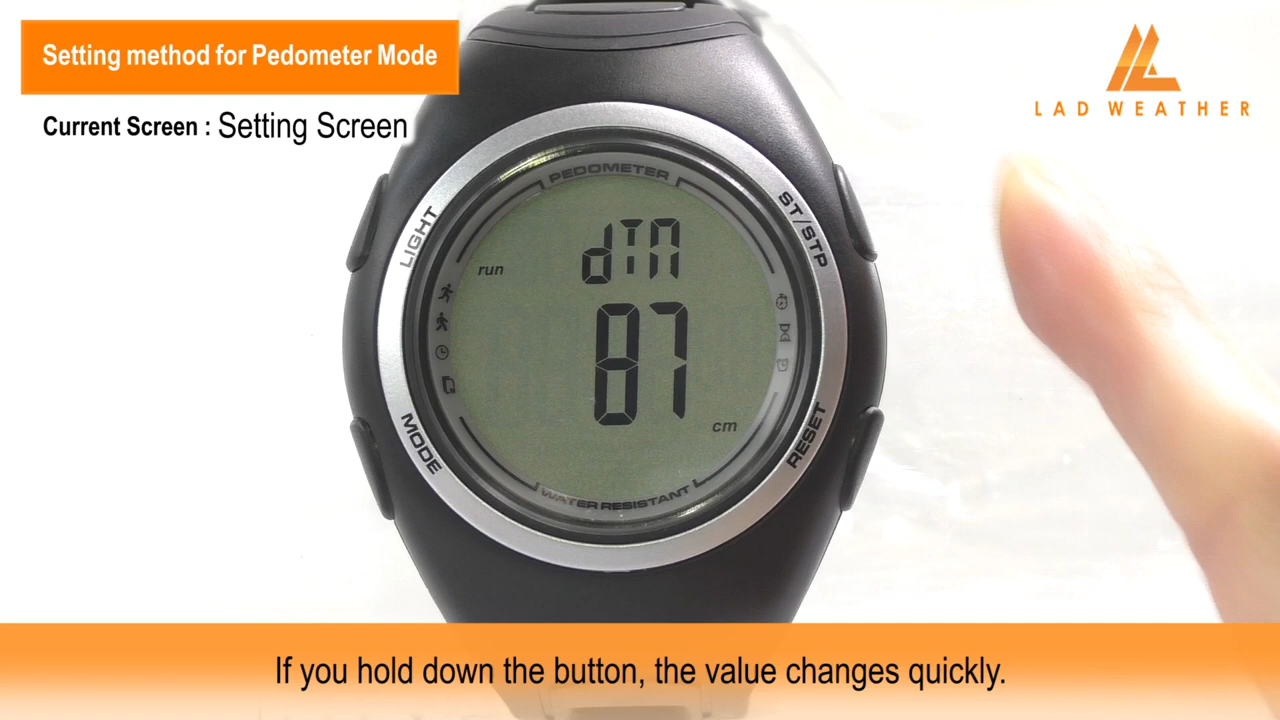 Setting method for Pedometer Mode
Current Screen : Setting Screen
LAD WEATHER
PEDOMETER
LIGHT
ST/STP
run
dTM
87
cm
MODE
RESET
WATER RESISTANT
If you hold down the button, the value changes quickly.